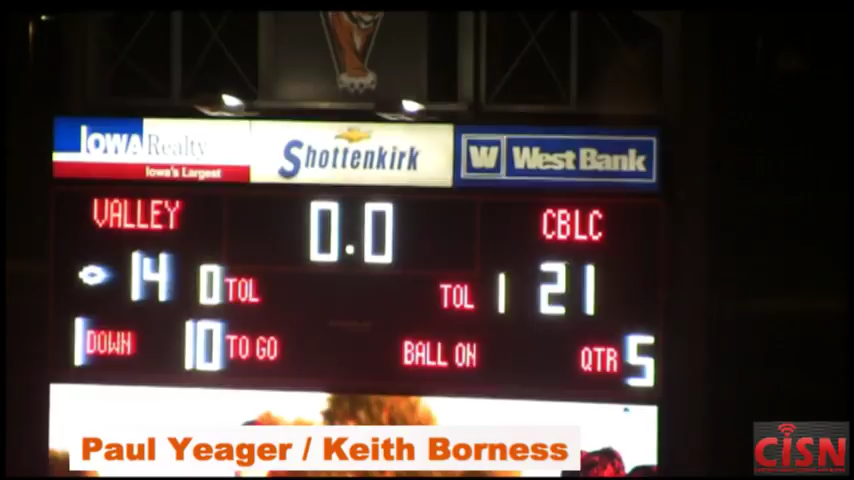 IOWA Realty
Iowa's Largest
Shottenkirk
W West Bank
VALLEY 0.0 CBLC
14 0 TOL TOL 1 21
1 DOWN 10 TO GO BALL ON QTR 5
Paul Yeager / Keith Borness
CISN